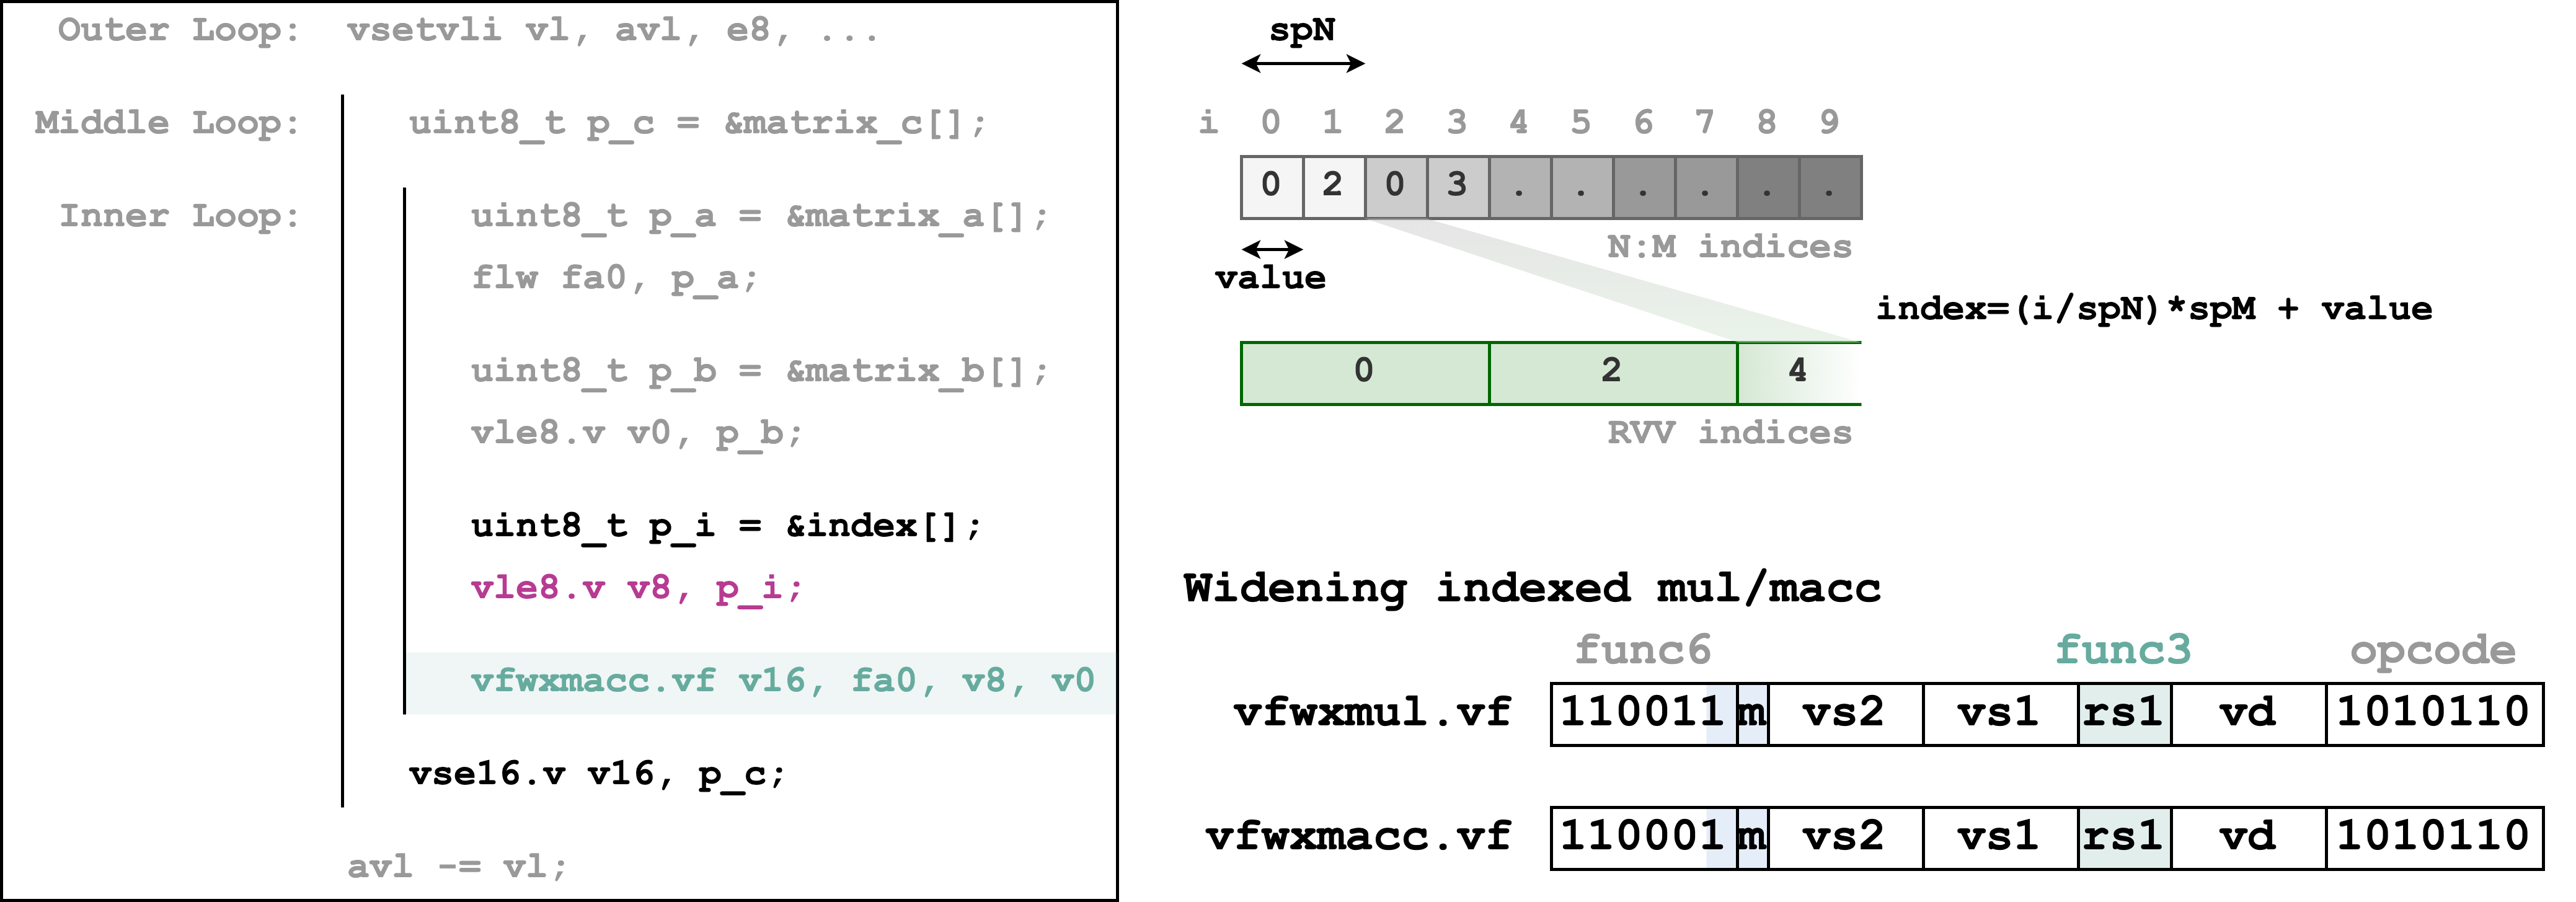 Outer Loop: vsetvli vl, avl, e8, ...
Middle Loop: uint8_t p_c = &matrix_c[];
Inner Loop: uint8_t p_a = &matrix_a[];
flw fa0, p_a;
uint8_t p_b = &matrix_b[];
vle8.v v0, p_b;
uint8_t p_i = &index[];
vle8.v v8, p_i;
vfwxmacc.vf v16, fa0, v8, v0
vse16.v v16, p_c;
avl -= vl;
spN
i 0 1 2 3 4 5 6 7 8 9
0 2 0 3 . . . . . .
N:M indices
value
index=(i/spN)*spM + value
0 2 4
RVV indices
Widening indexed mul/macc
func6 func3 opcode
vfwxmul.vf 110011 m vs2 vs1 rs1 vd 1010110
vfwxmacc.vf 110001 m vs2 vs1 rs1 vd 1010110